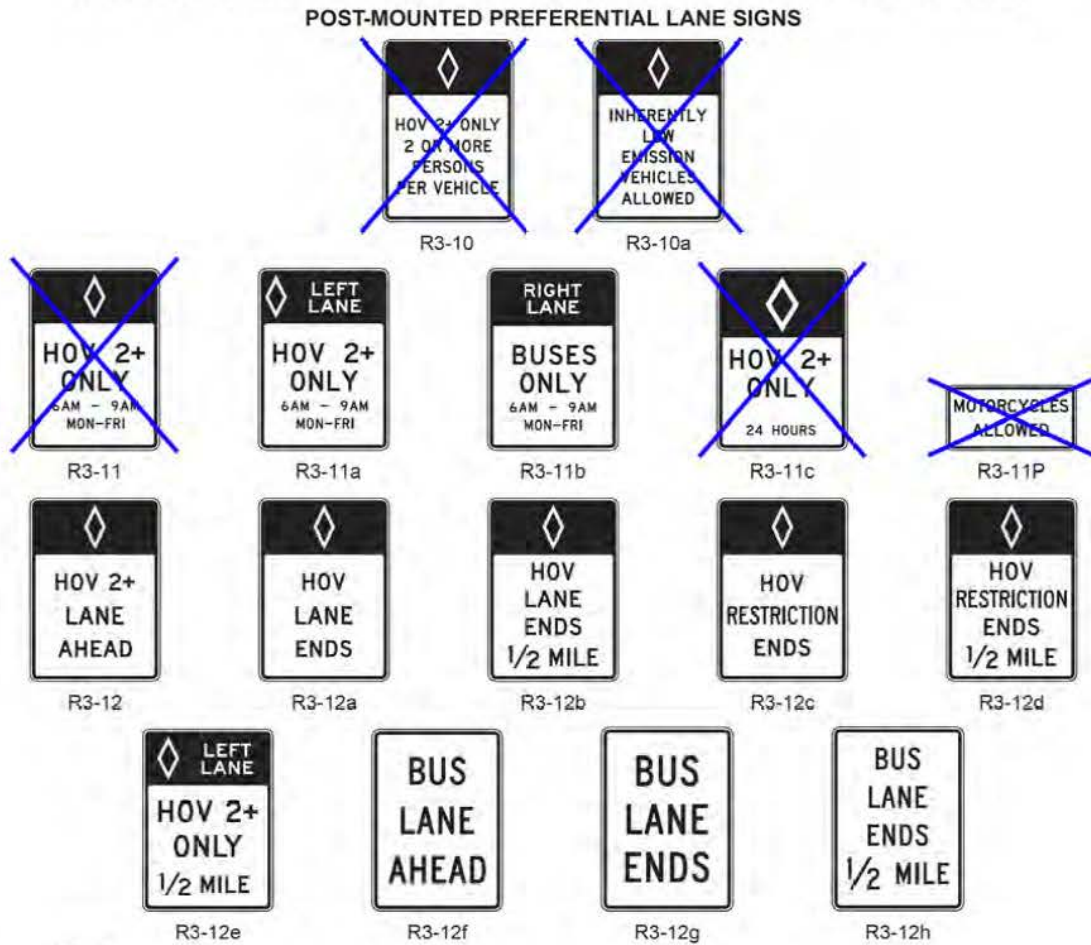 POST-MOUNTED PREFERENTIAL LANE SIGNS
HOV 2+ ONLY
2 OR MORE
PERSONS
PER VEHICLE
R3-10
INHERENTLY
LOW
EMISSION
VEHICLES
ALLOWED
R3-10a
HOV 2+
ONLY
6AM - 9AM
MON-FRI
R3-11
LEFT
LANE
HOV 2+
ONLY
6AM - 9AM
MON-FRI
R3-11a
RIGHT
LANE
BUSES
ONLY
6AM - 9AM
MON-FRI
R3-11b
HOV 2+
ONLY
24 HOURS
R3-11c
MOTORCYCLES
ALLOWED
R3-11P
HOV 2+
LANE
AHEAD
R3-12
HOV
LANE
ENDS
R3-12a
HOV
LANE
ENDS
1/2 MILE
R3-12b
HOV
RESTRICTION
ENDS
R3-12c
HOV
RESTRICTION
ENDS
1/2 MILE
R3-12d
LEFT
LANE
HOV 2+
ONLY
1/2 MILE
R3-12e
BUS
LANE
AHEAD
R3-12f
BUS
LANE
ENDS
R3-12g
BUS
LANE
ENDS
1/2 MILE
R3-12h